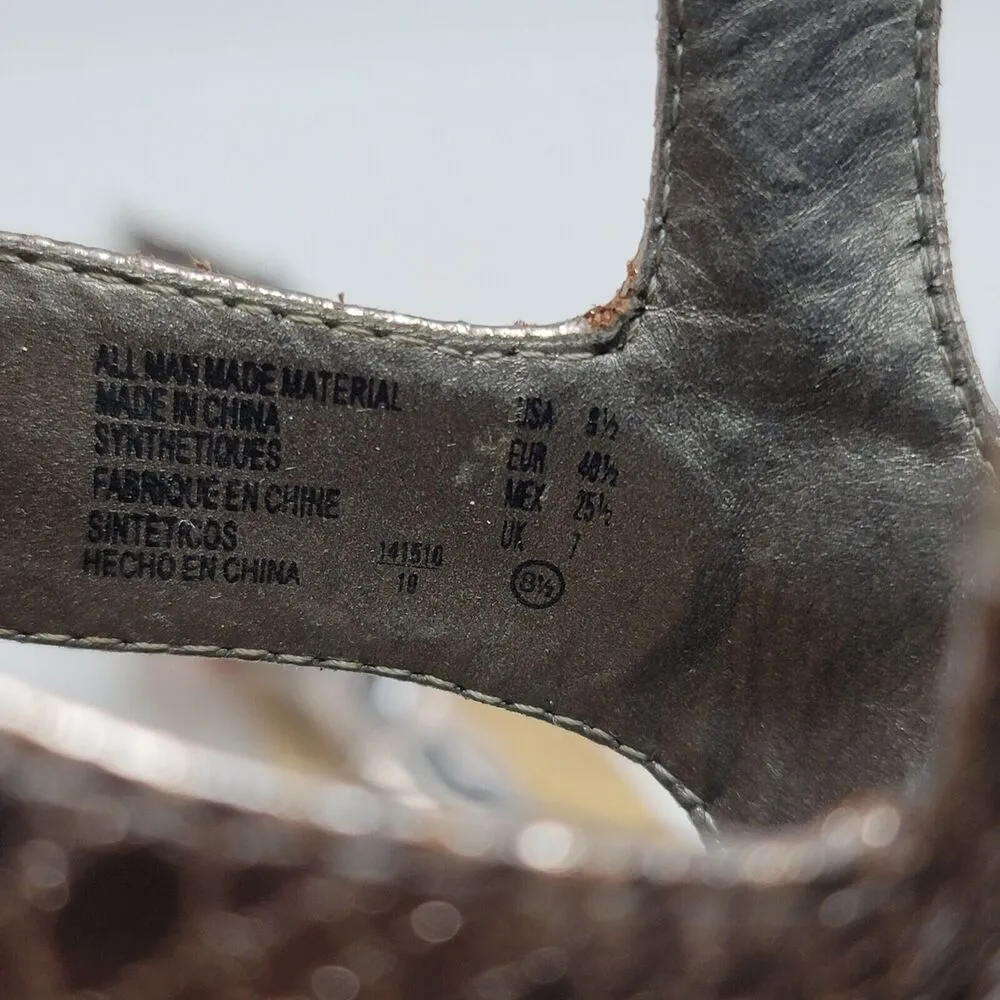 ALL MAN MADE MATERIAL
MADE IN CHINA
SYNTHETIQUES
FABRIQUE EN CHINE
SINTETICOS
HECHO EN CHINA
141510
10
USA 8½
EUR 40½
MEX 25½
UK 7
8½